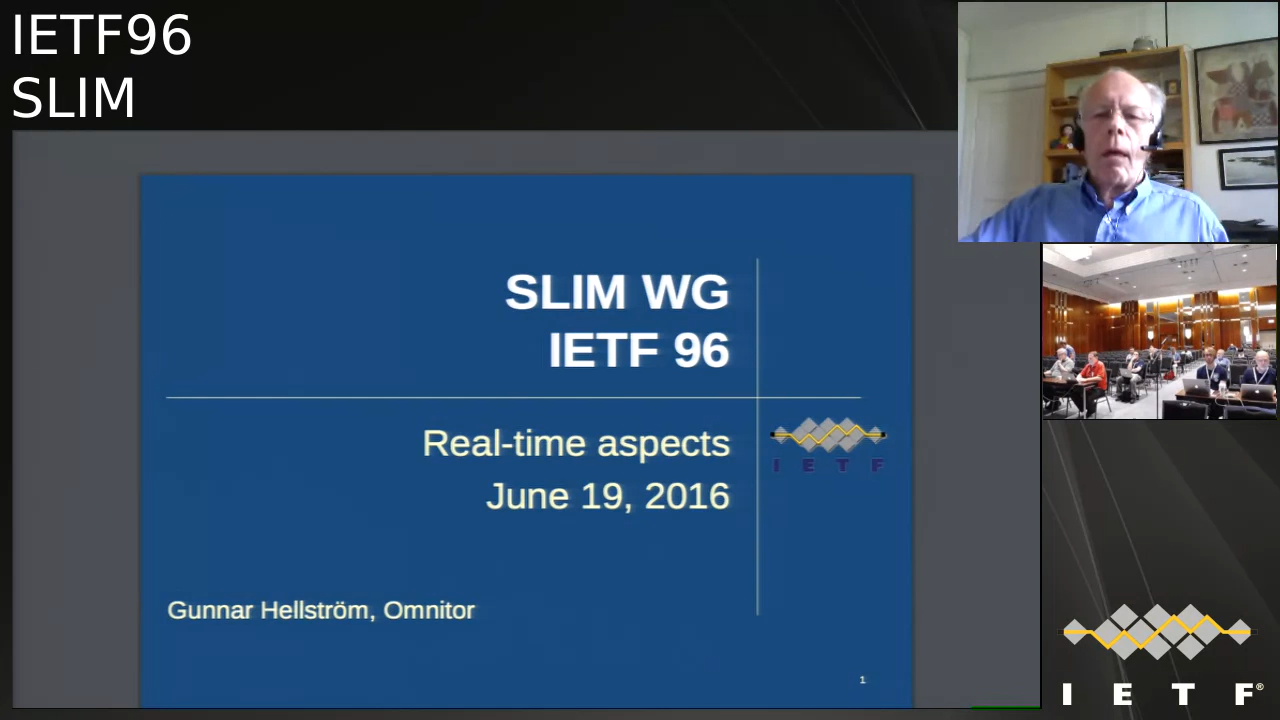 IETF96
SLIM
SLIM WG
IETF 96
Real-time aspects
June 19, 2016
I E T F
Gunnar Hellström, Omnitor
1
I E T F®